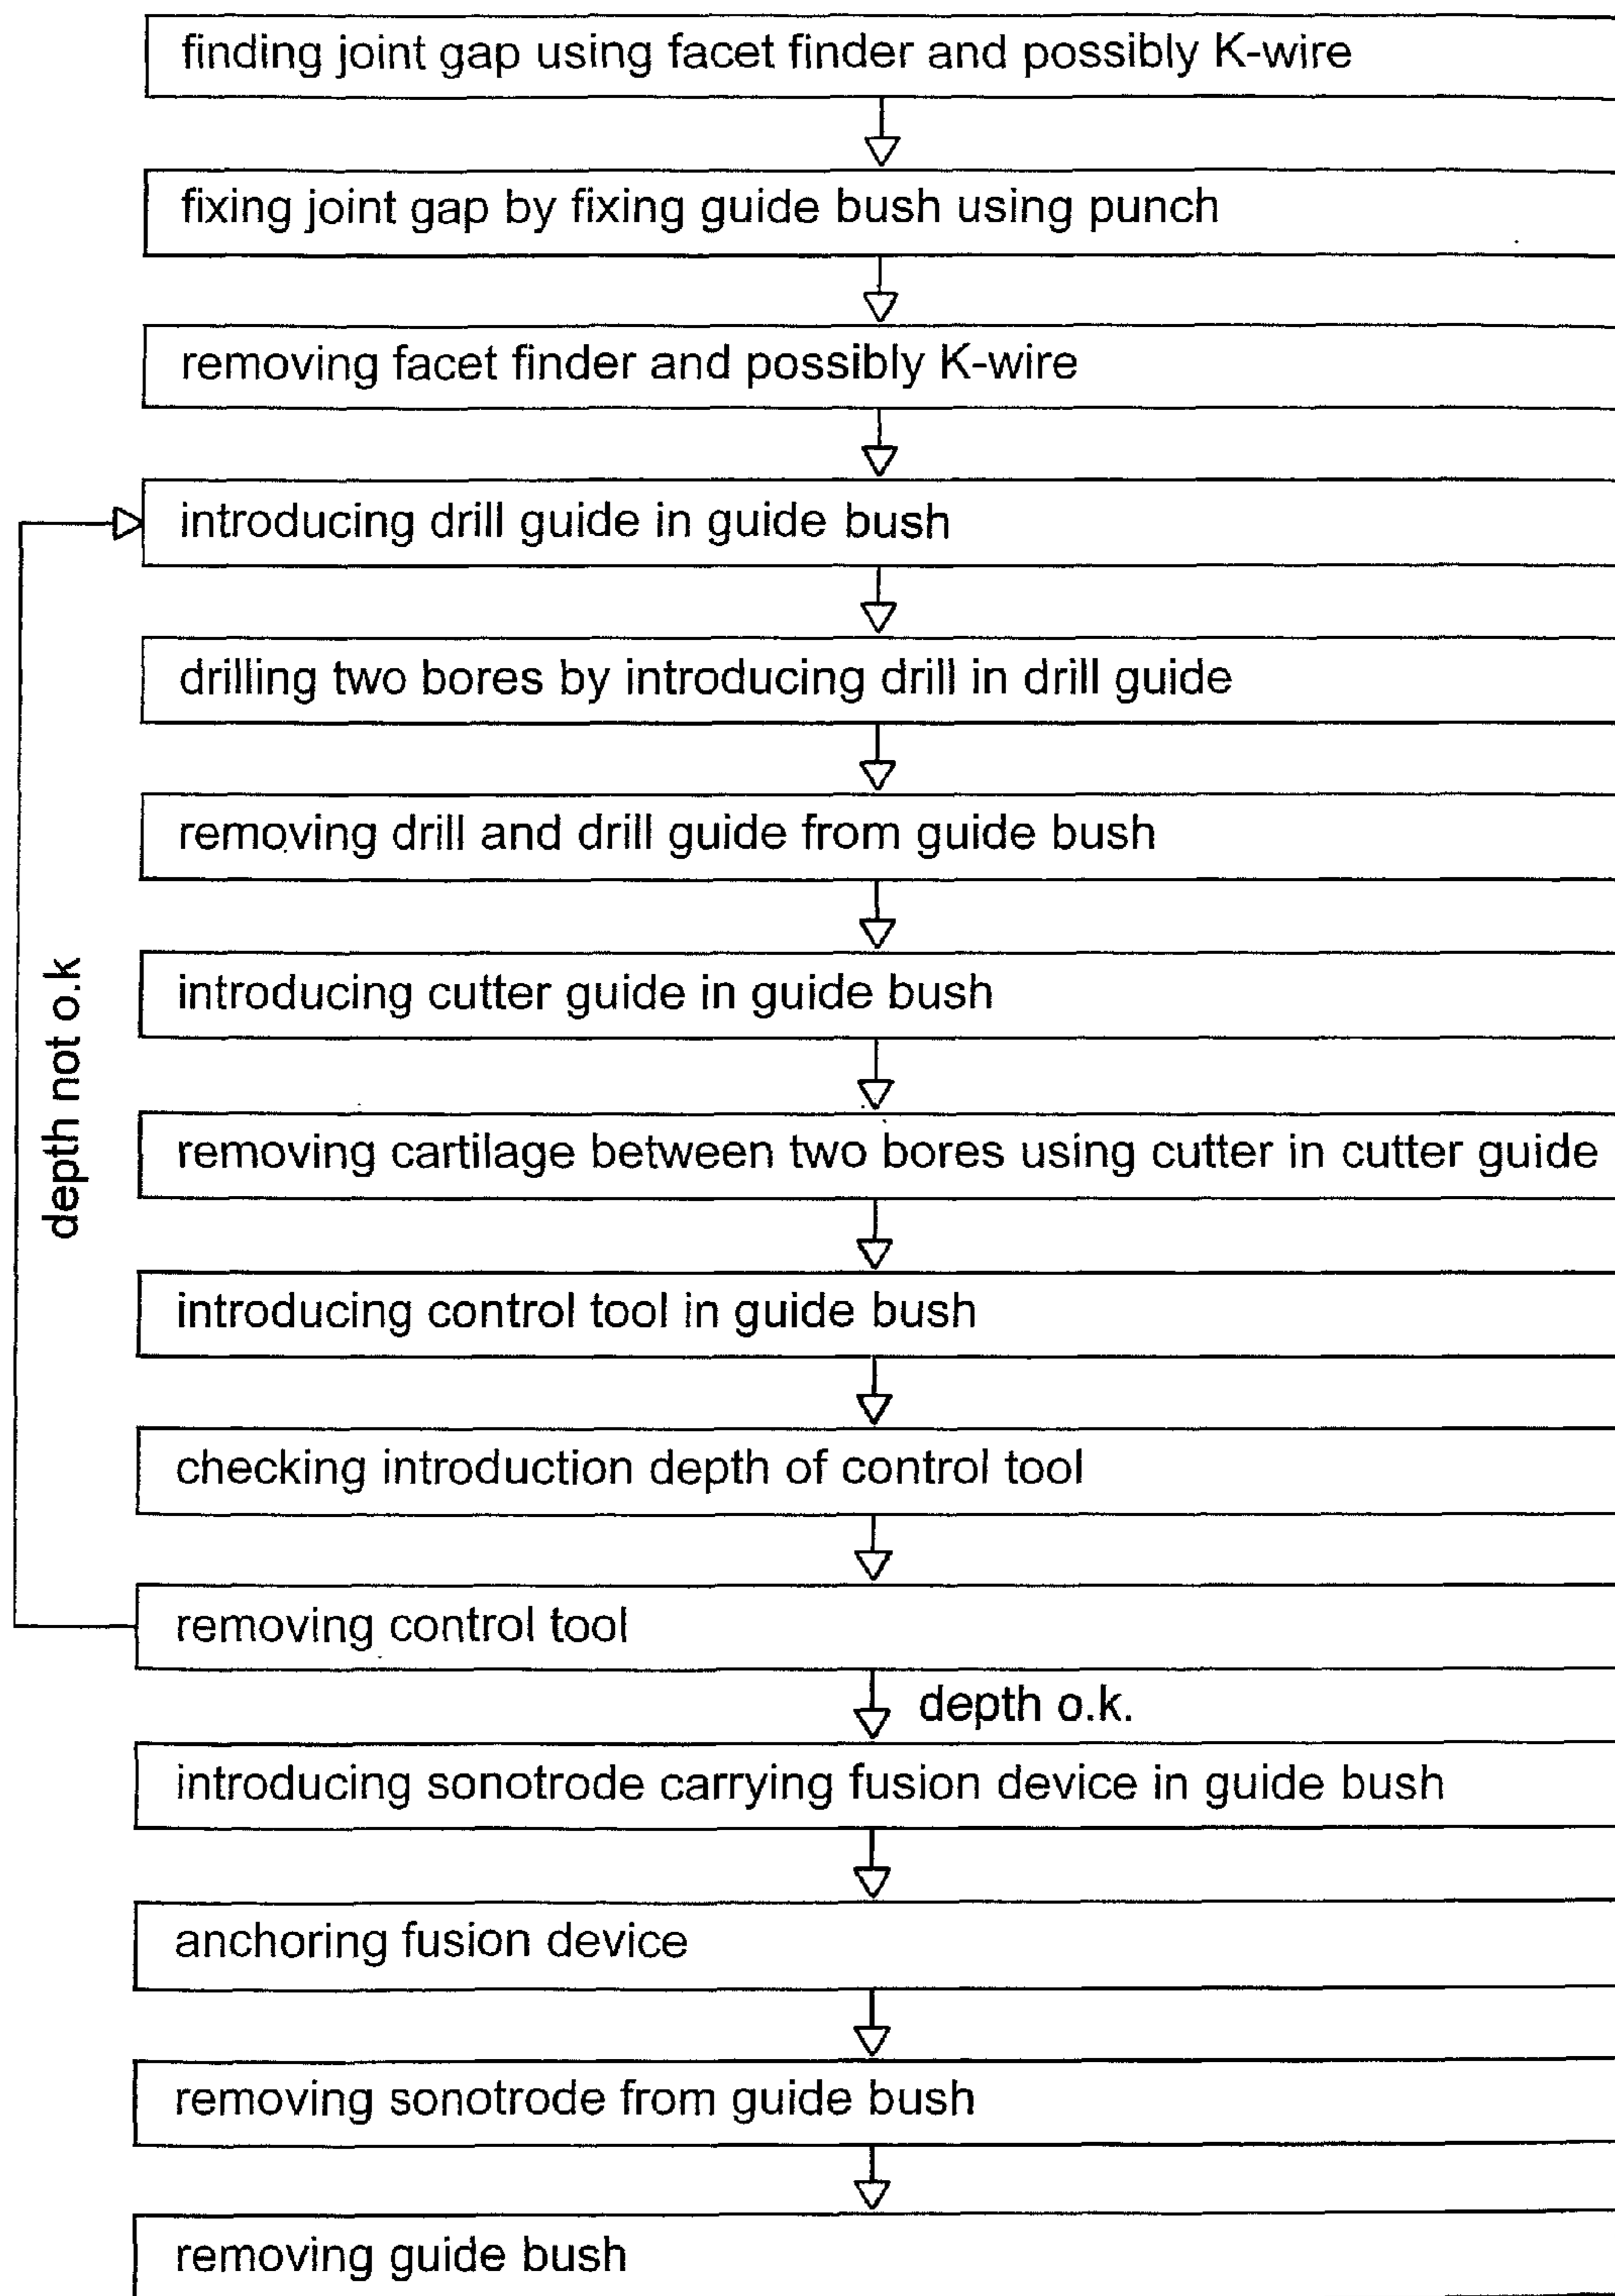 finding joint gap using facet finder and possibly K-wire
fixing joint gap by fixing guide bush using punch
removing facet finder and possibly K-wire
introducing drill guide in guide bush
drilling two bores by introducing drill in drill guide
removing drill and drill guide from guide bush
introducing cutter guide in guide bush
depth not o.k
removing cartilage between two bores using cutter in cutter guide
introducing control tool in guide bush
checking introduction depth of control tool
removing control tool
depth o.k.
introducing sonotrode carrying fusion device in guide bush
anchoring fusion device
removing sonotrode from guide bush
removing guide bush